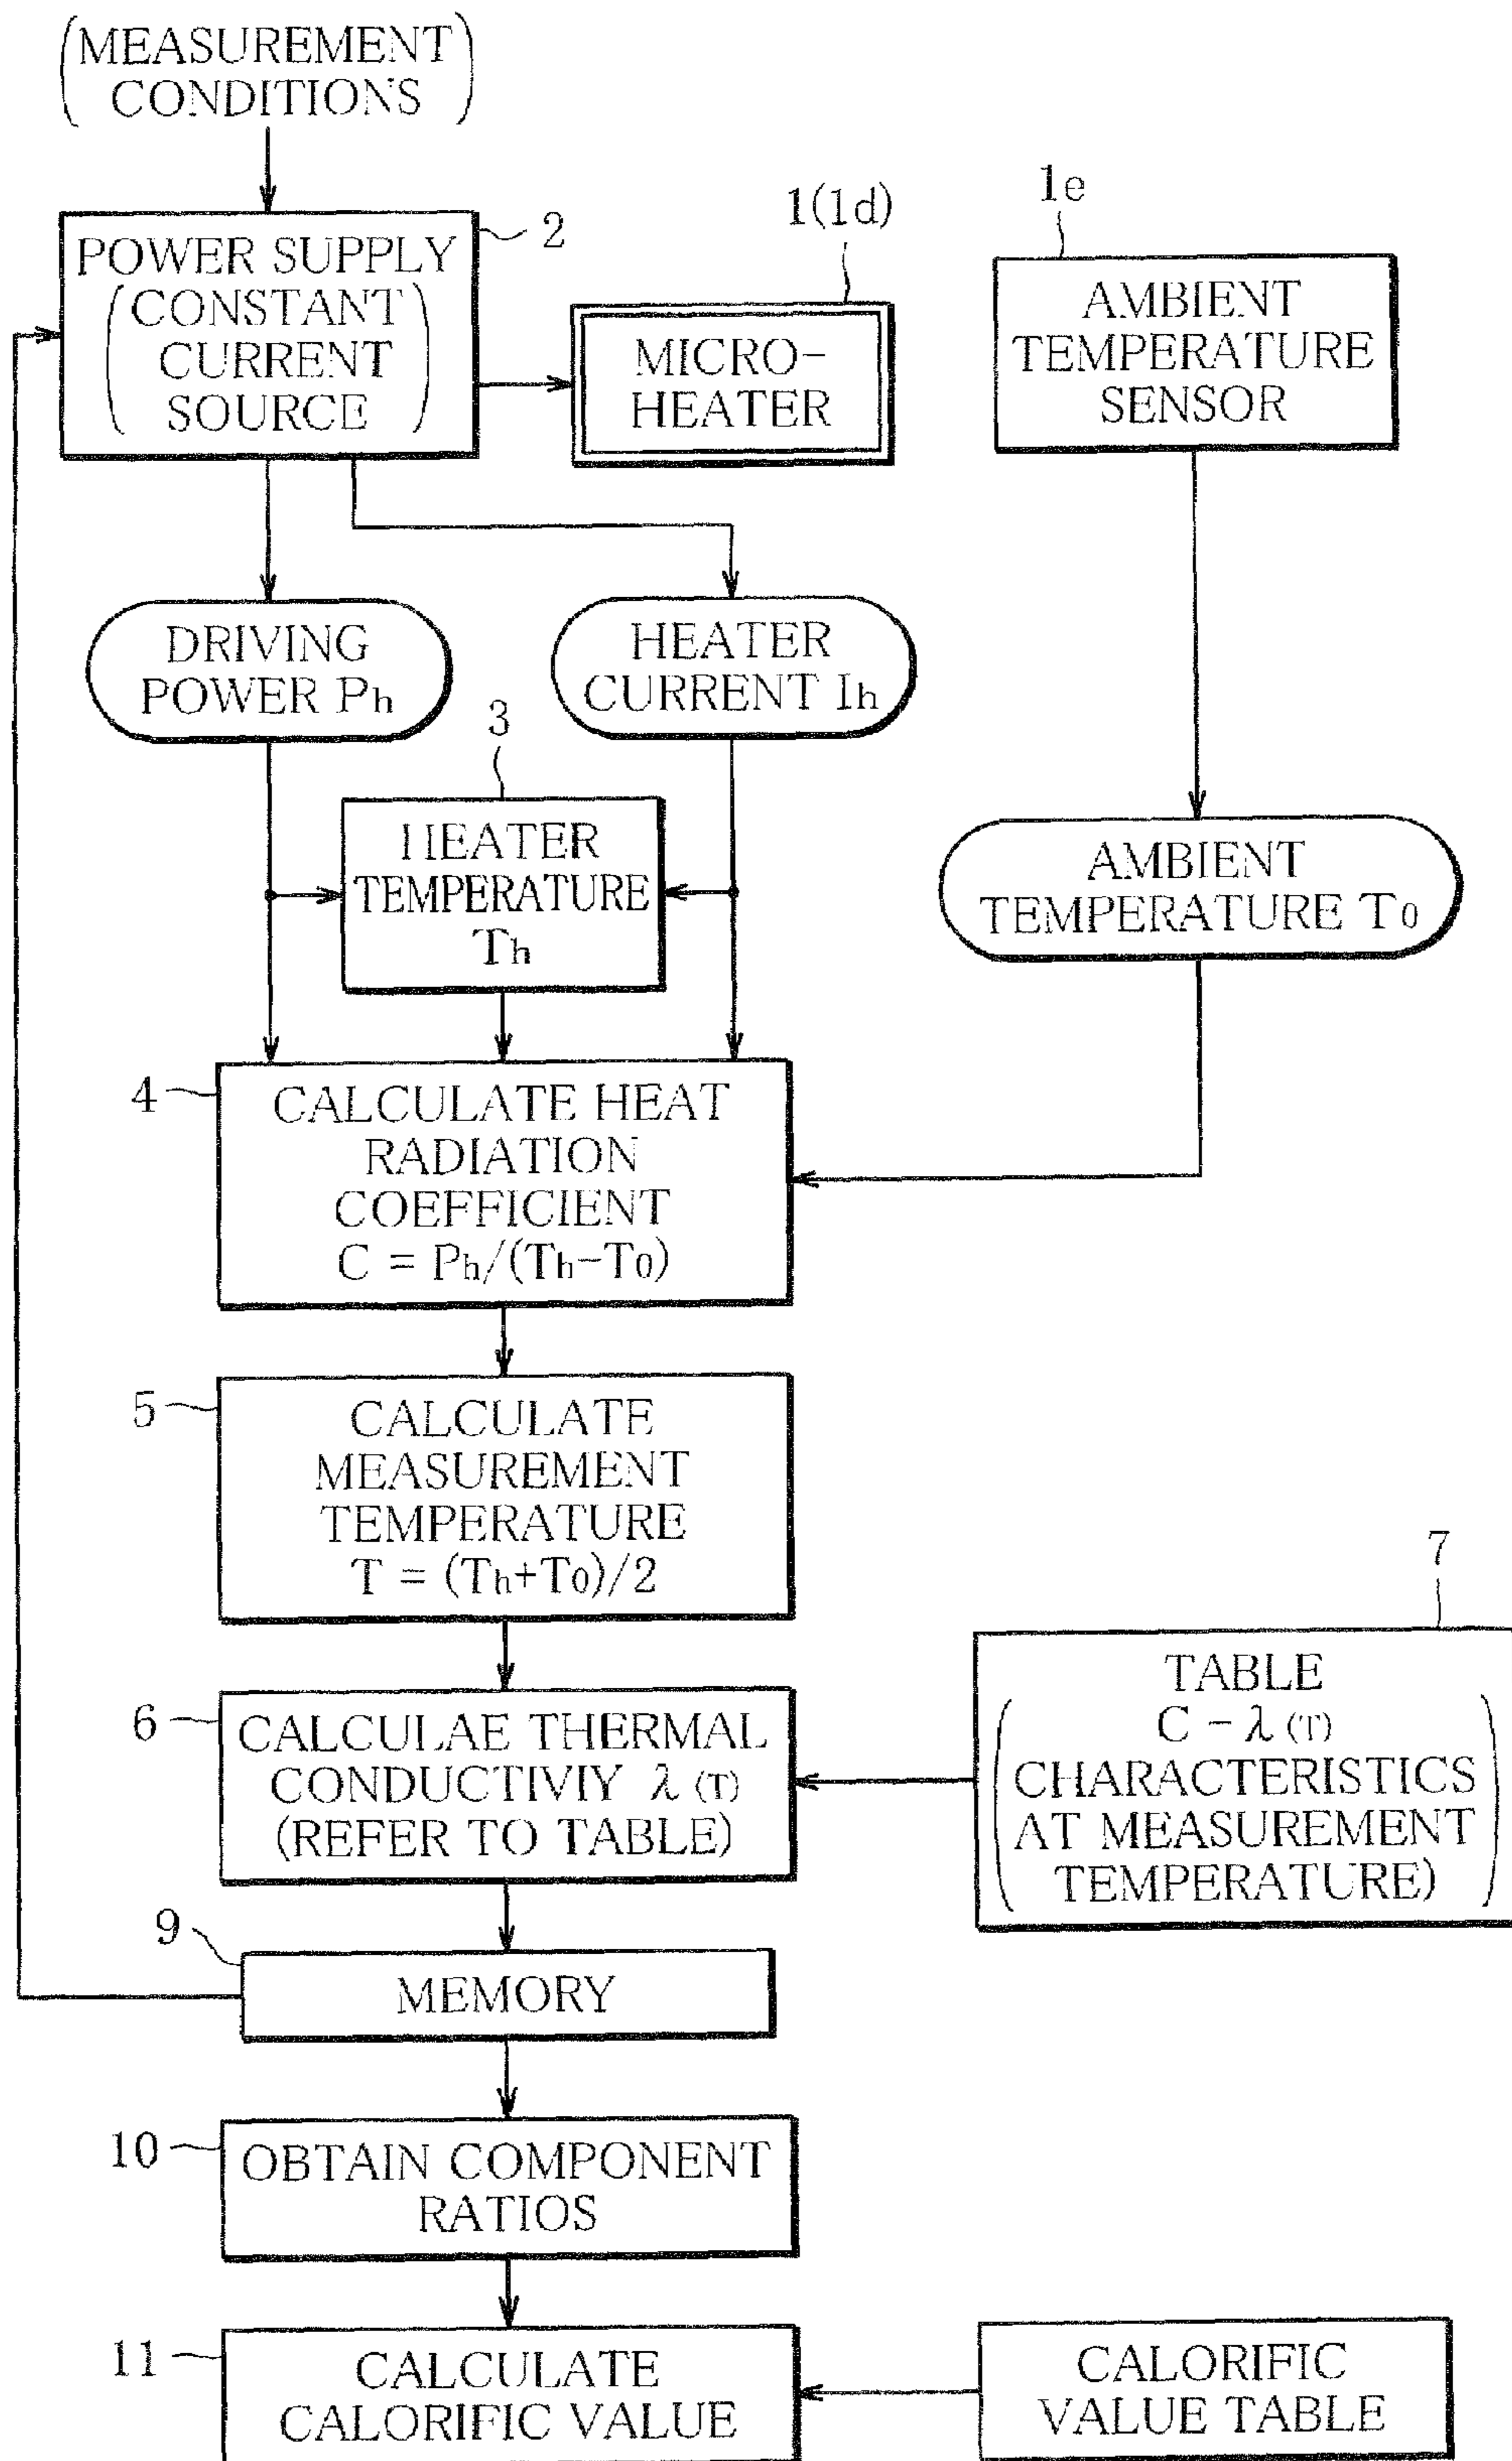 (MEASUREMENT
CONDITIONS)
2
POWER SUPPLY
(CONSTANT
CURRENT
SOURCE)
1(1d)
MICRO-
HEATER
1e
AMBIENT
TEMPERATURE
SENSOR
DRIVING
POWER Ph
HEATER
CURRENT Ih
3
HEATER
TEMPERATURE
Th
AMBIENT
TEMPERATURE T0
4
CALCULATE HEAT
RADIATION
COEFFICIENT
C = Ph/(Th-T0)
5
CALCULATE
MEASUREMENT
TEMPERATURE
T = (Th+T0)/2
6
CALCULAE THERMAL
CONDUCTIVIY λ (T)
(REFER TO TABLE)
7
TABLE
(C - λ (T)
CHARACTERISTICS
AT MEASUREMENT
TEMPERATURE))
9
MEMORY
10
OBTAIN COMPONENT
RATIOS
11
CALCULATE
CALORIFIC VALUE
CALORIFIC
VALUE TABLE